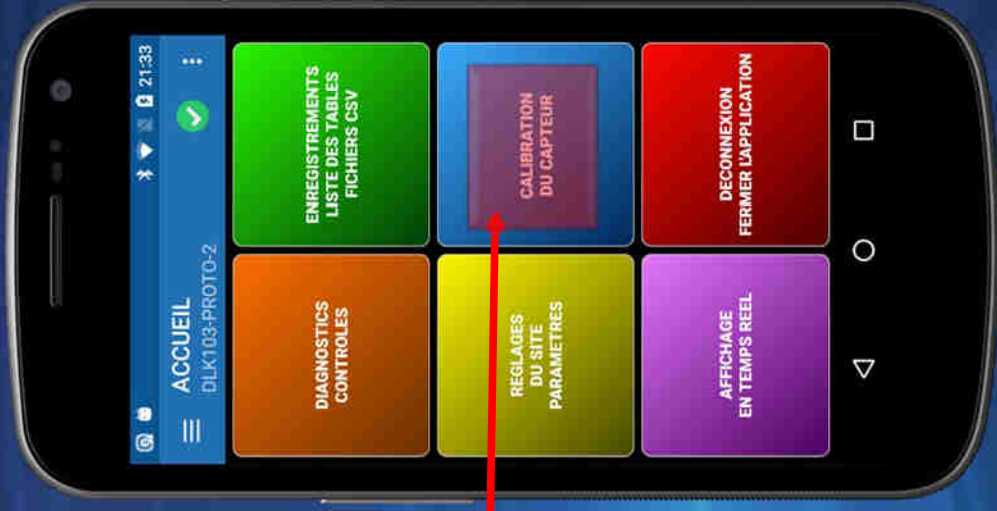 21:33
ACCUEIL
DLK103-PROTO-2
DIAGNOSTICS
CONTROLES
ENREGISTREMENTS
LISTE DES TABLES
FICHIERS CSV
REGLAGES
DU SITE
PARAMETRES
CALIBRATION
DU CAPTEUR
AFFICHAGE
EN TEMPS REEL
DECONNEXION
FERMER L'APPLICATION